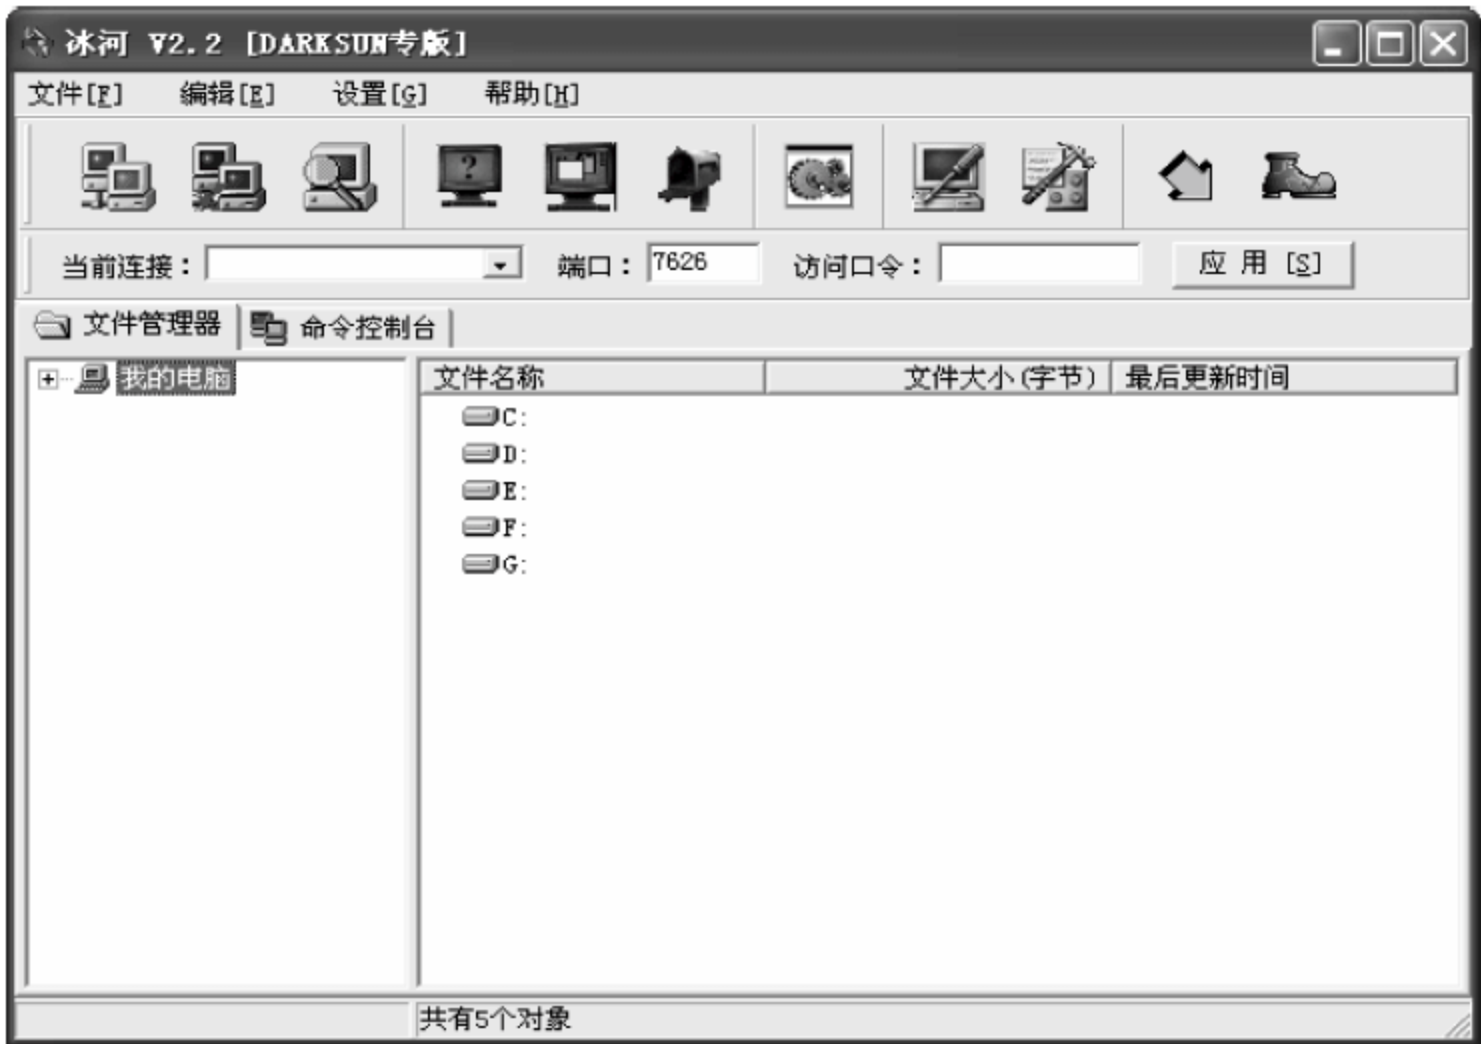 冰河 V2.2 [DARKSUN专版]
文件[F] 编辑[E] 设置[G] 帮助[H]
?
当前连接： 端口： 7626 访问口令： 应 用 [S]
文件管理器 命令控制台
我的电脑 文件名称 文件大小(字节) 最后更新时间
C:
D:
E:
F:
G:
共有5个对象